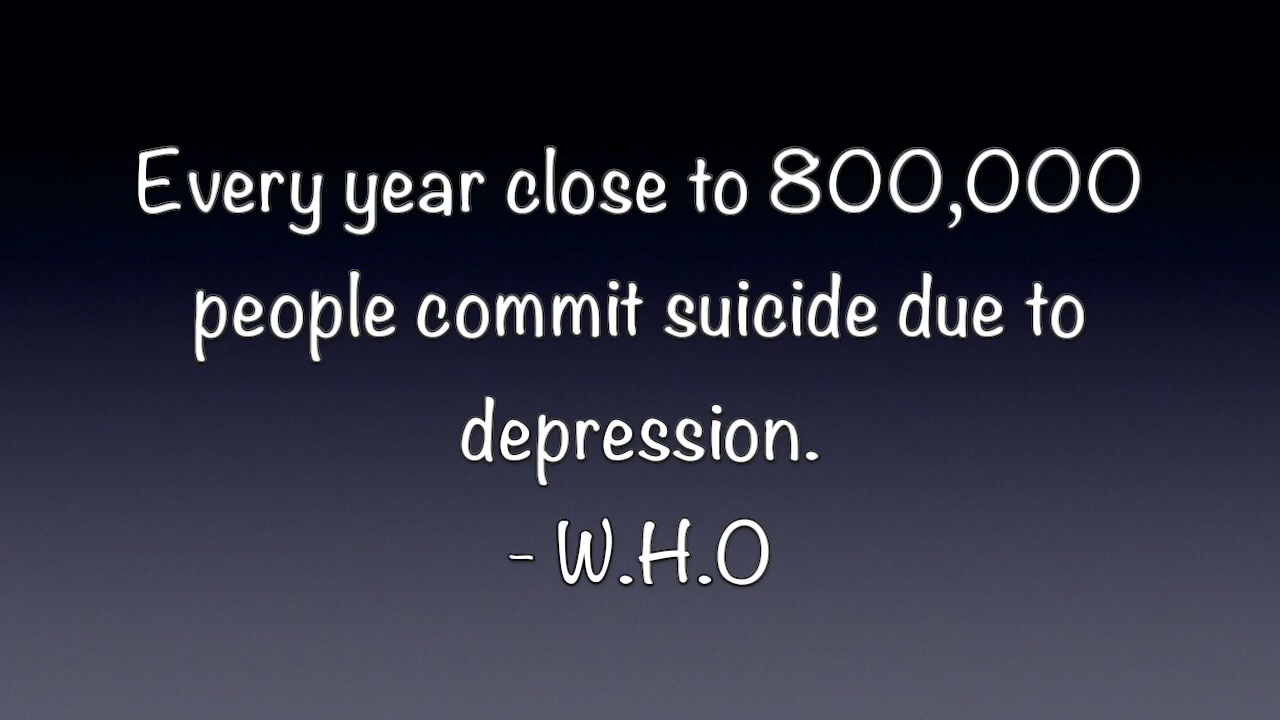 Every year close to 800,000
people commit suicide due to
depression.
- W.H.O